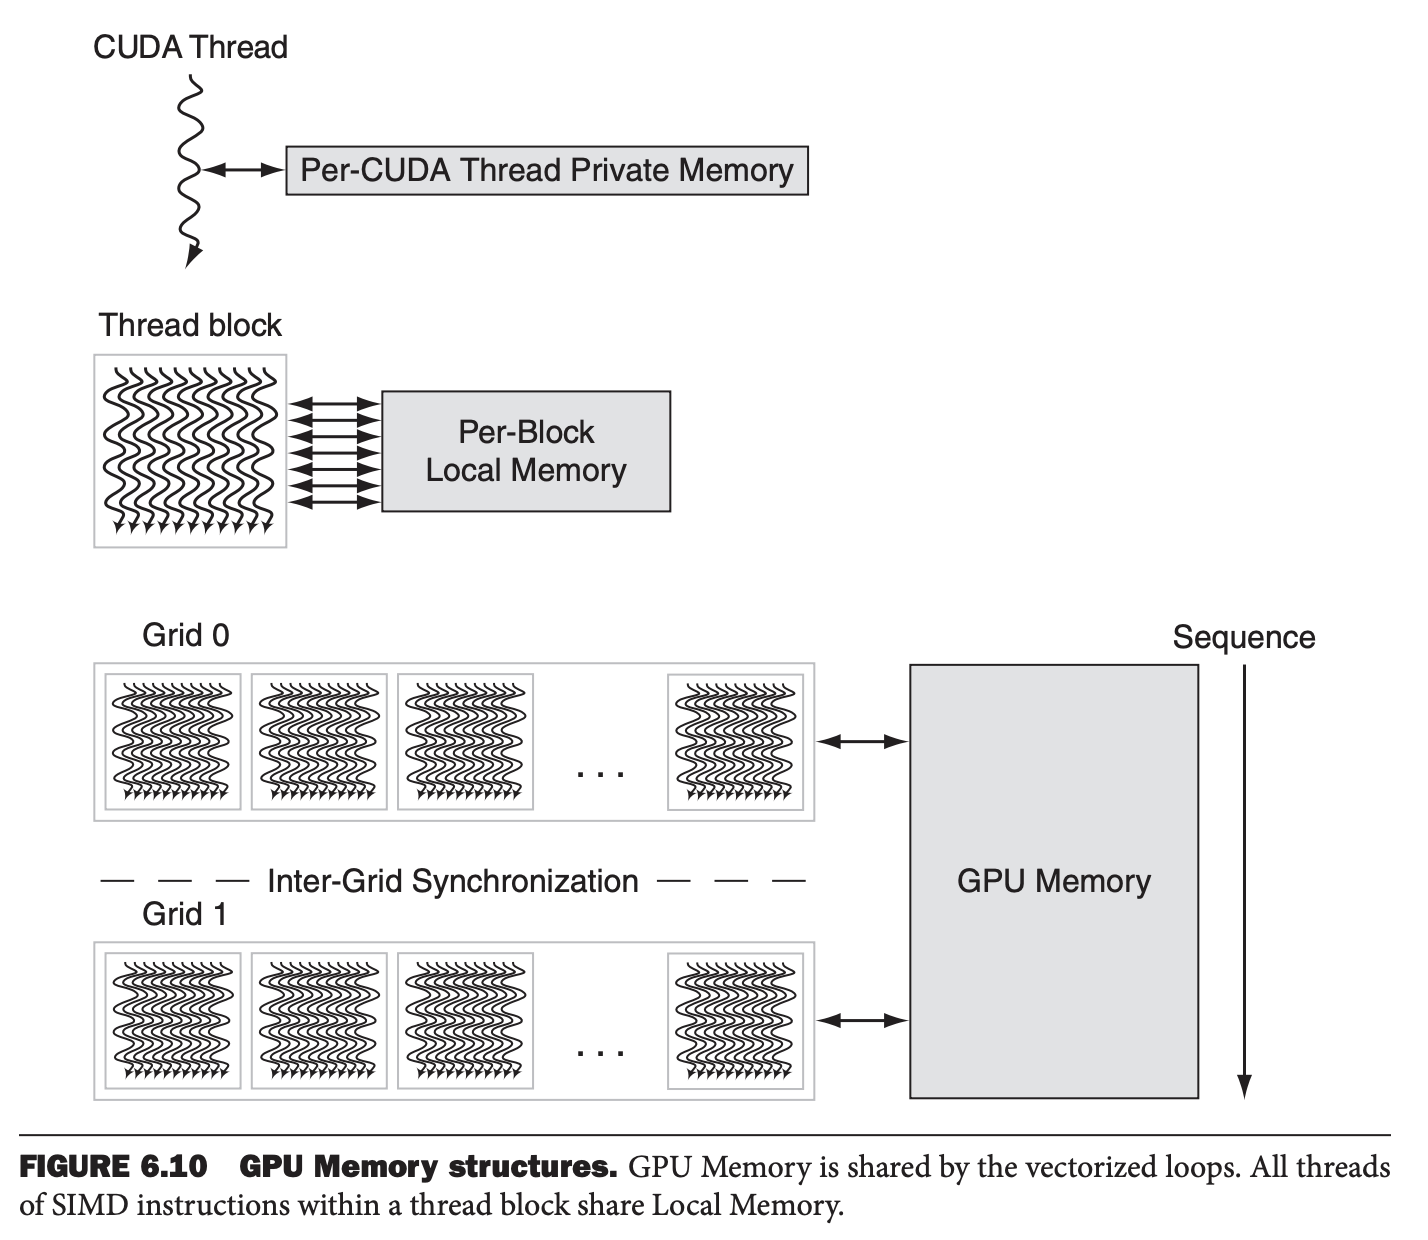 CUDA Thread
Per-CUDA Thread Private Memory
Thread block
Per-Block
Local Memory
Grid 0
Sequence
. . .
Inter-Grid Synchronization
GPU Memory
Grid 1
. . .
FIGURE 6.10 GPU Memory structures. GPU Memory is shared by the vectorized loops. All threads
of SIMD instructions within a thread block share Local Memory.